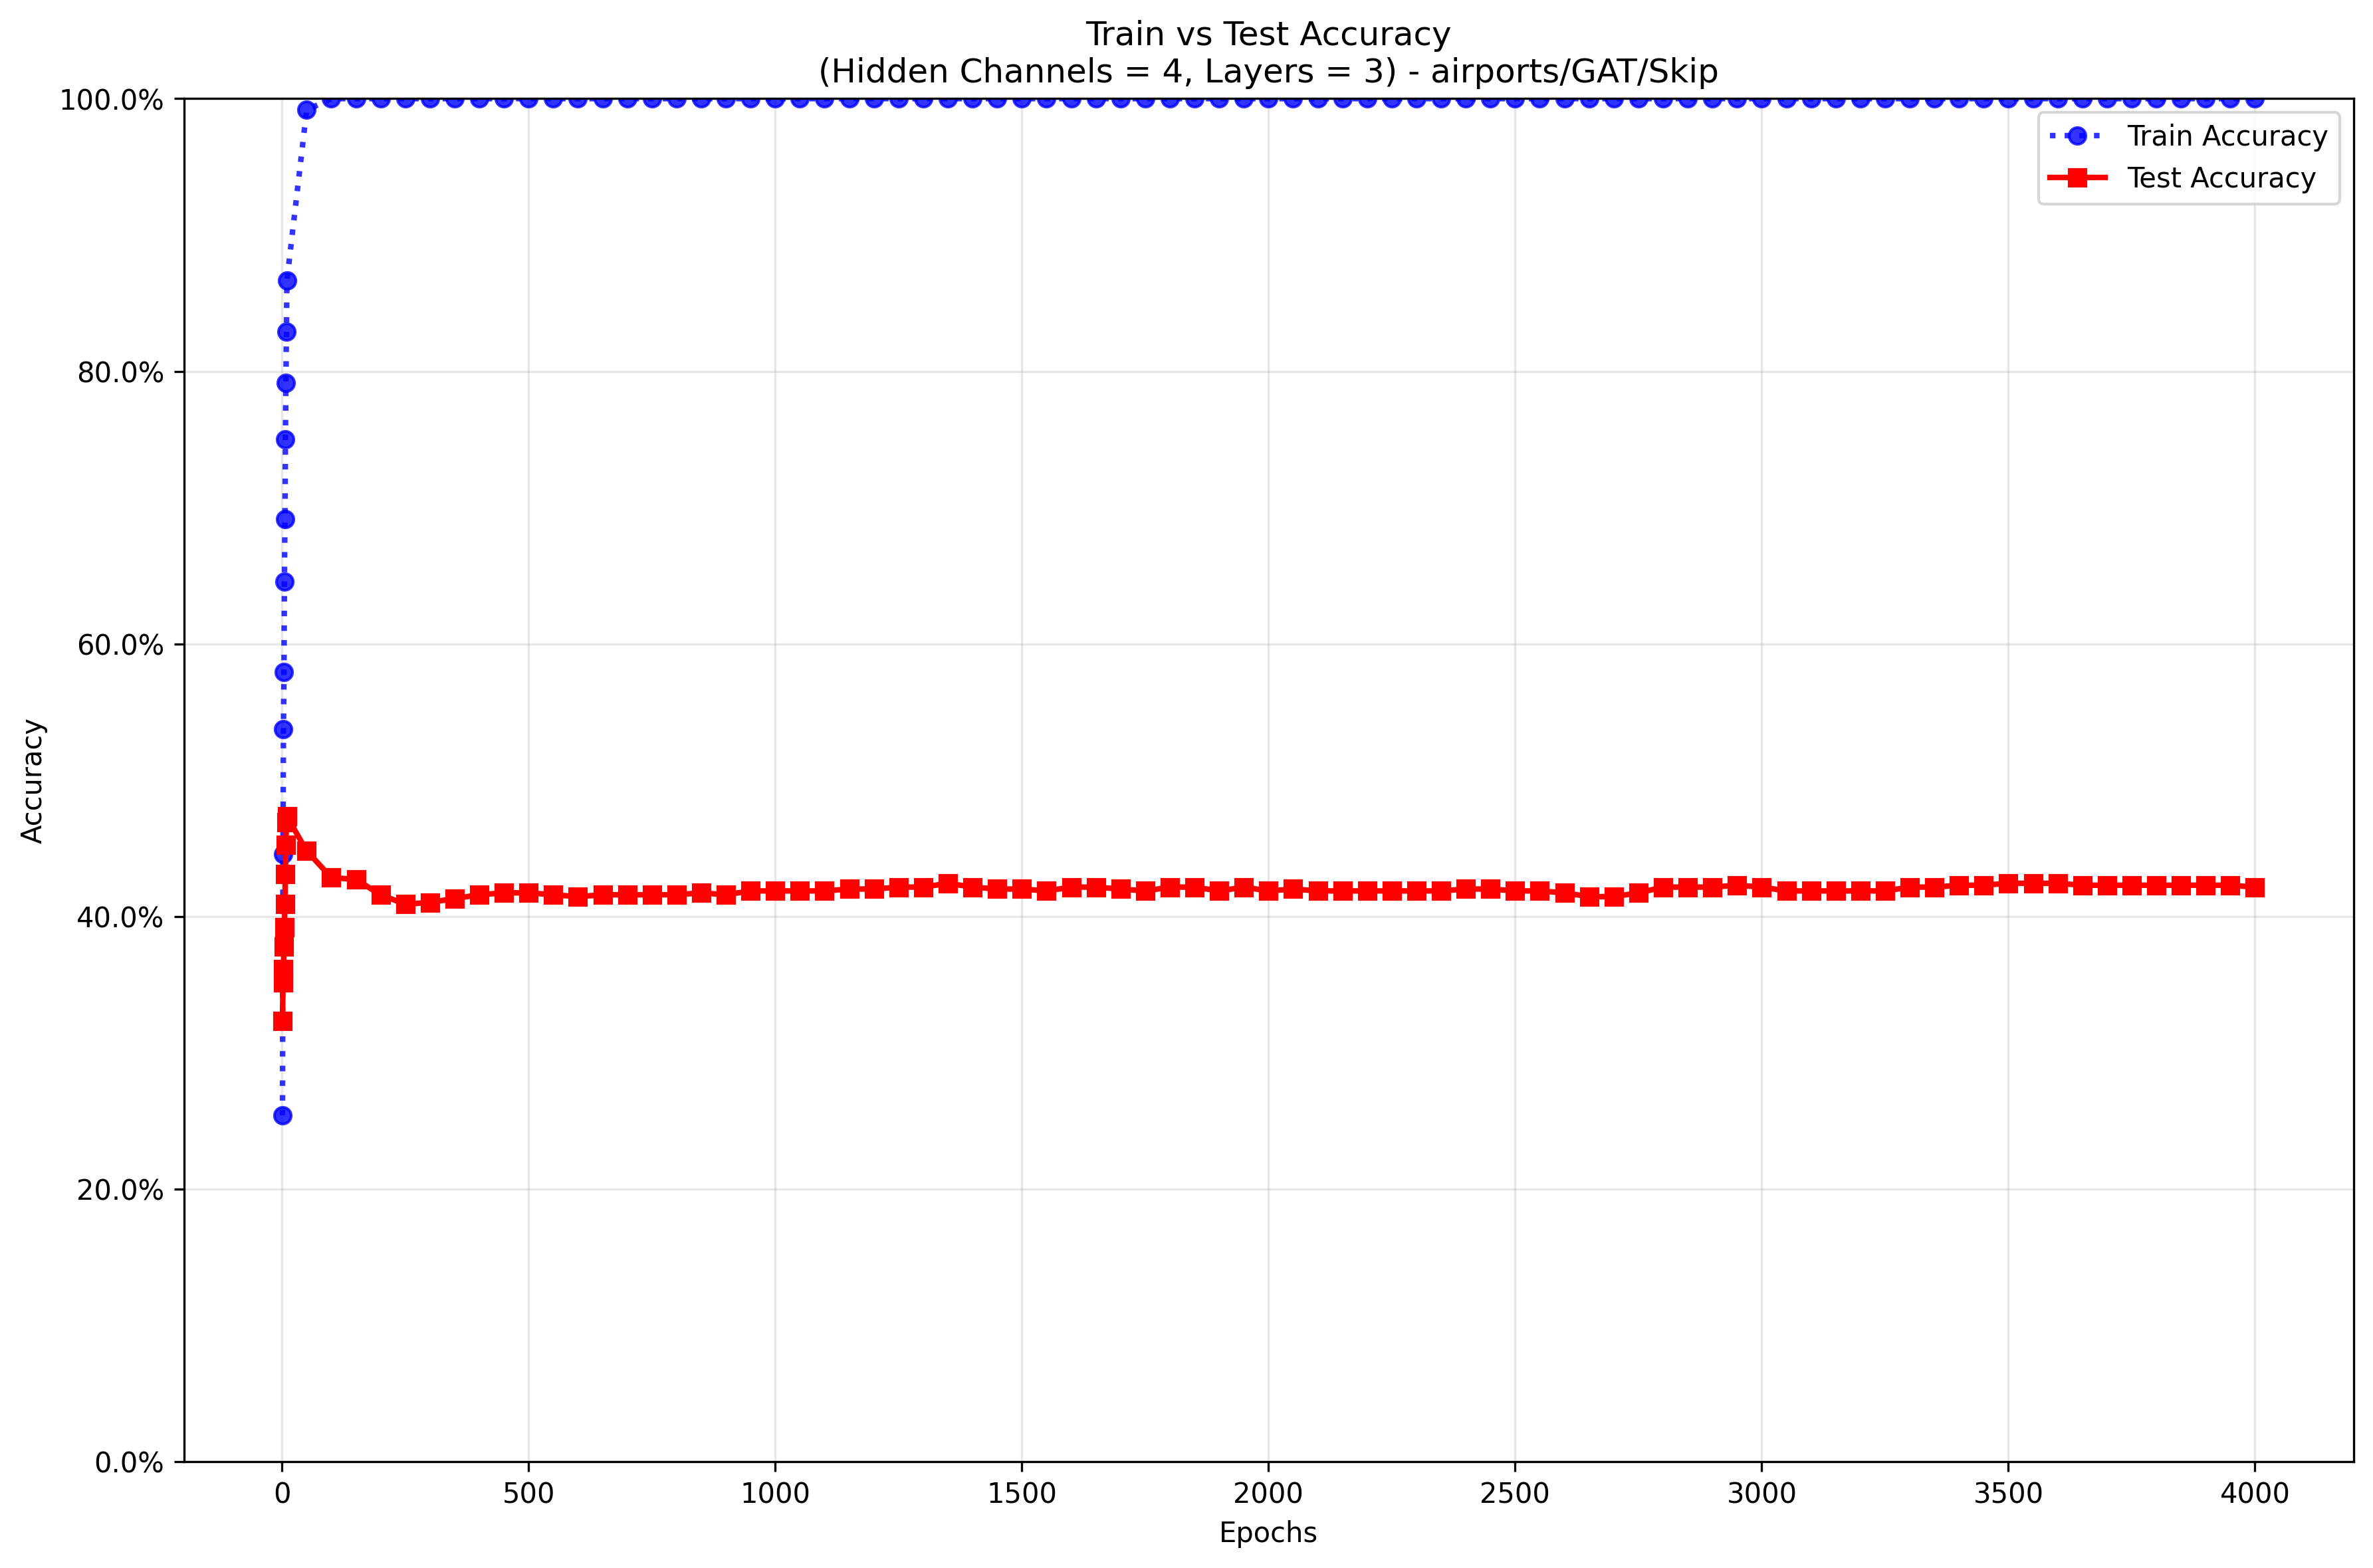 Train vs Test Accuracy
(Hidden Channels = 4, Layers = 3) - airports/GAT/Skip
100.0%
80.0%
60.0%
40.0%
20.0%
0.0%
Accuracy
Train Accuracy
Test Accuracy
0 500 1000 1500 2000 2500 3000 3500 4000
Epochs